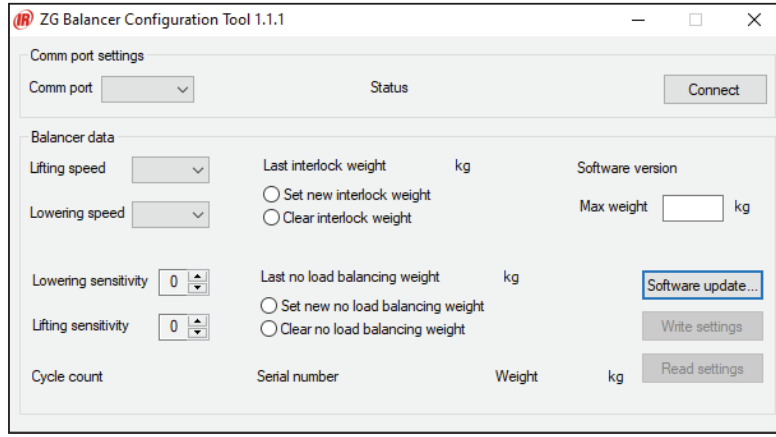 IR ZG Balancer Configuration Tool 1.1.1
Comm port settings
Comm port Status Connect
Balancer data
Lifting speed Last interlock weight kg Software version
Set new interlock weight
Lowering speed Clear interlock weight Max weight kg
Lowering sensitivity 0 Last no load balancing weight kg Software update...
Set new no load balancing weight
Lifting sensitivity 0 Clear no load balancing weight Write settings
Cycle count Serial number Weight kg Read settings